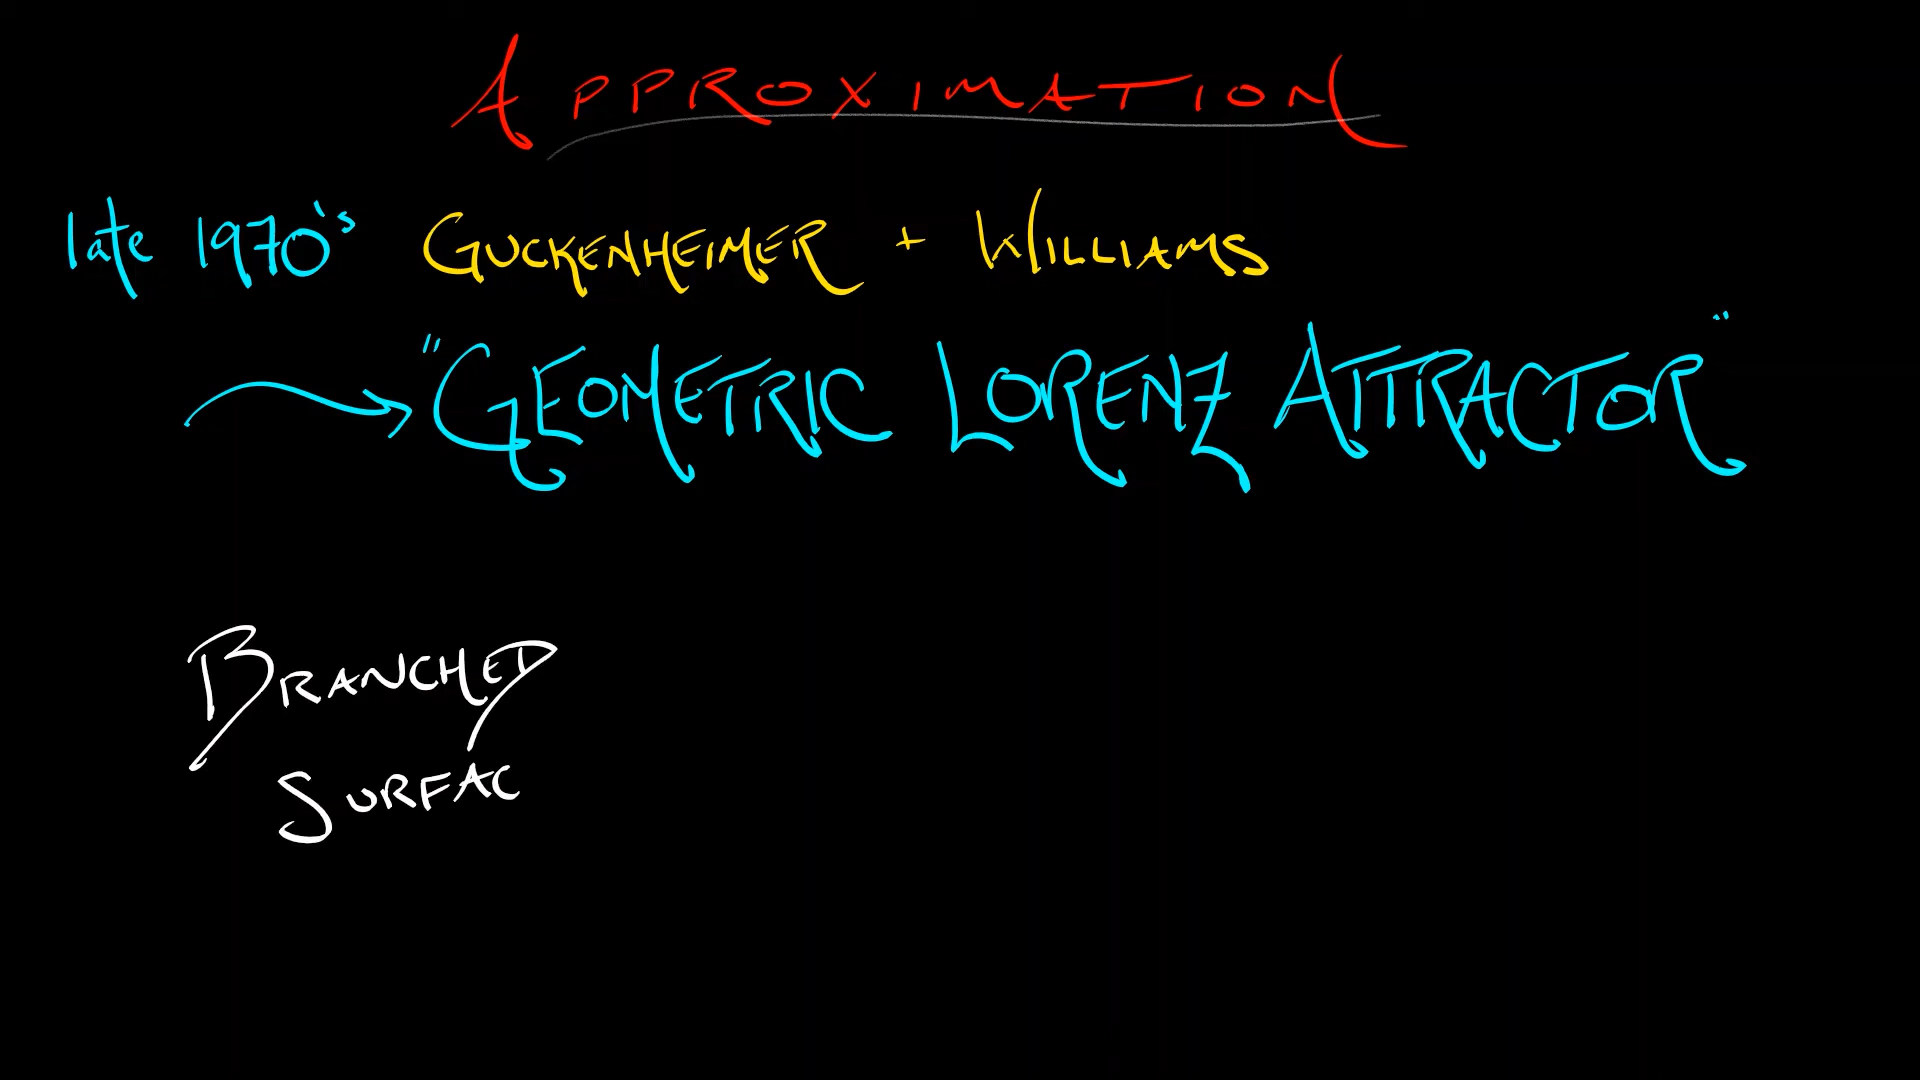 APPROXIMATION
late 1970's GUCKENHEIMER + WILLIAMS
"GEOMETRIC LORENZ ATTRACTOR"
BRANCHED
SURFAC